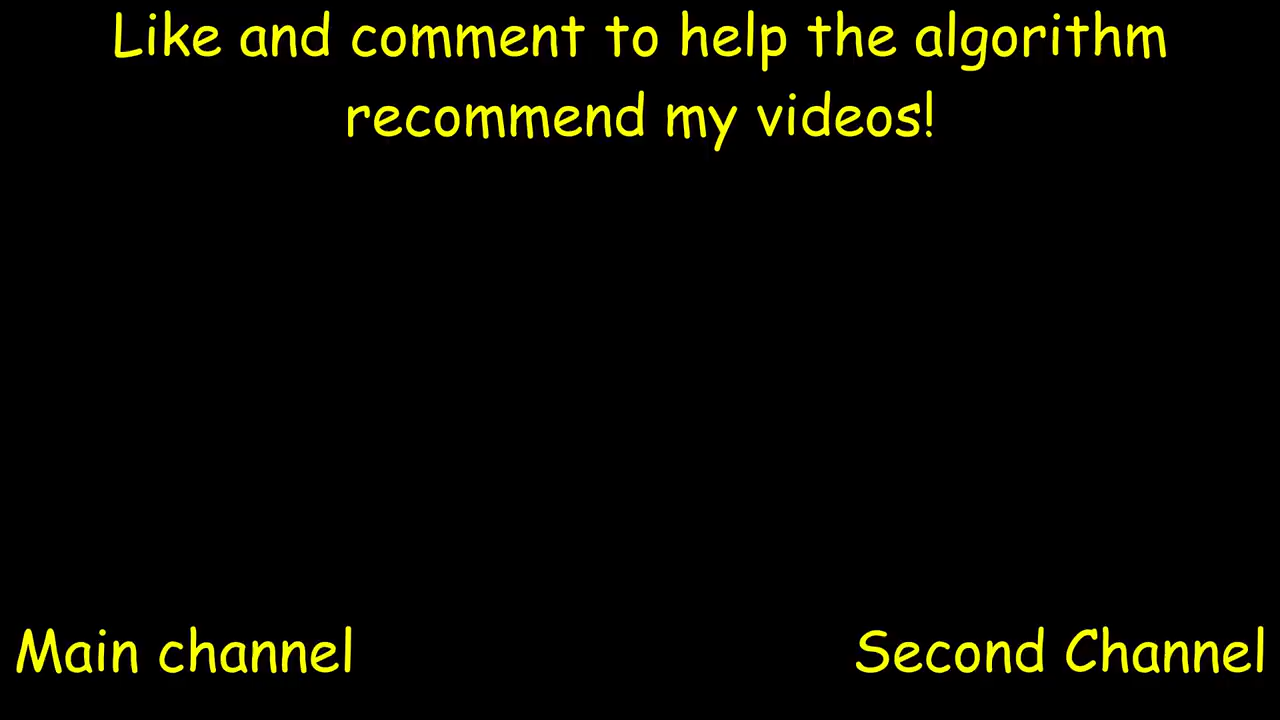 Like and comment to help the algorithm
recommend my videos!
Main channel
Second Channel